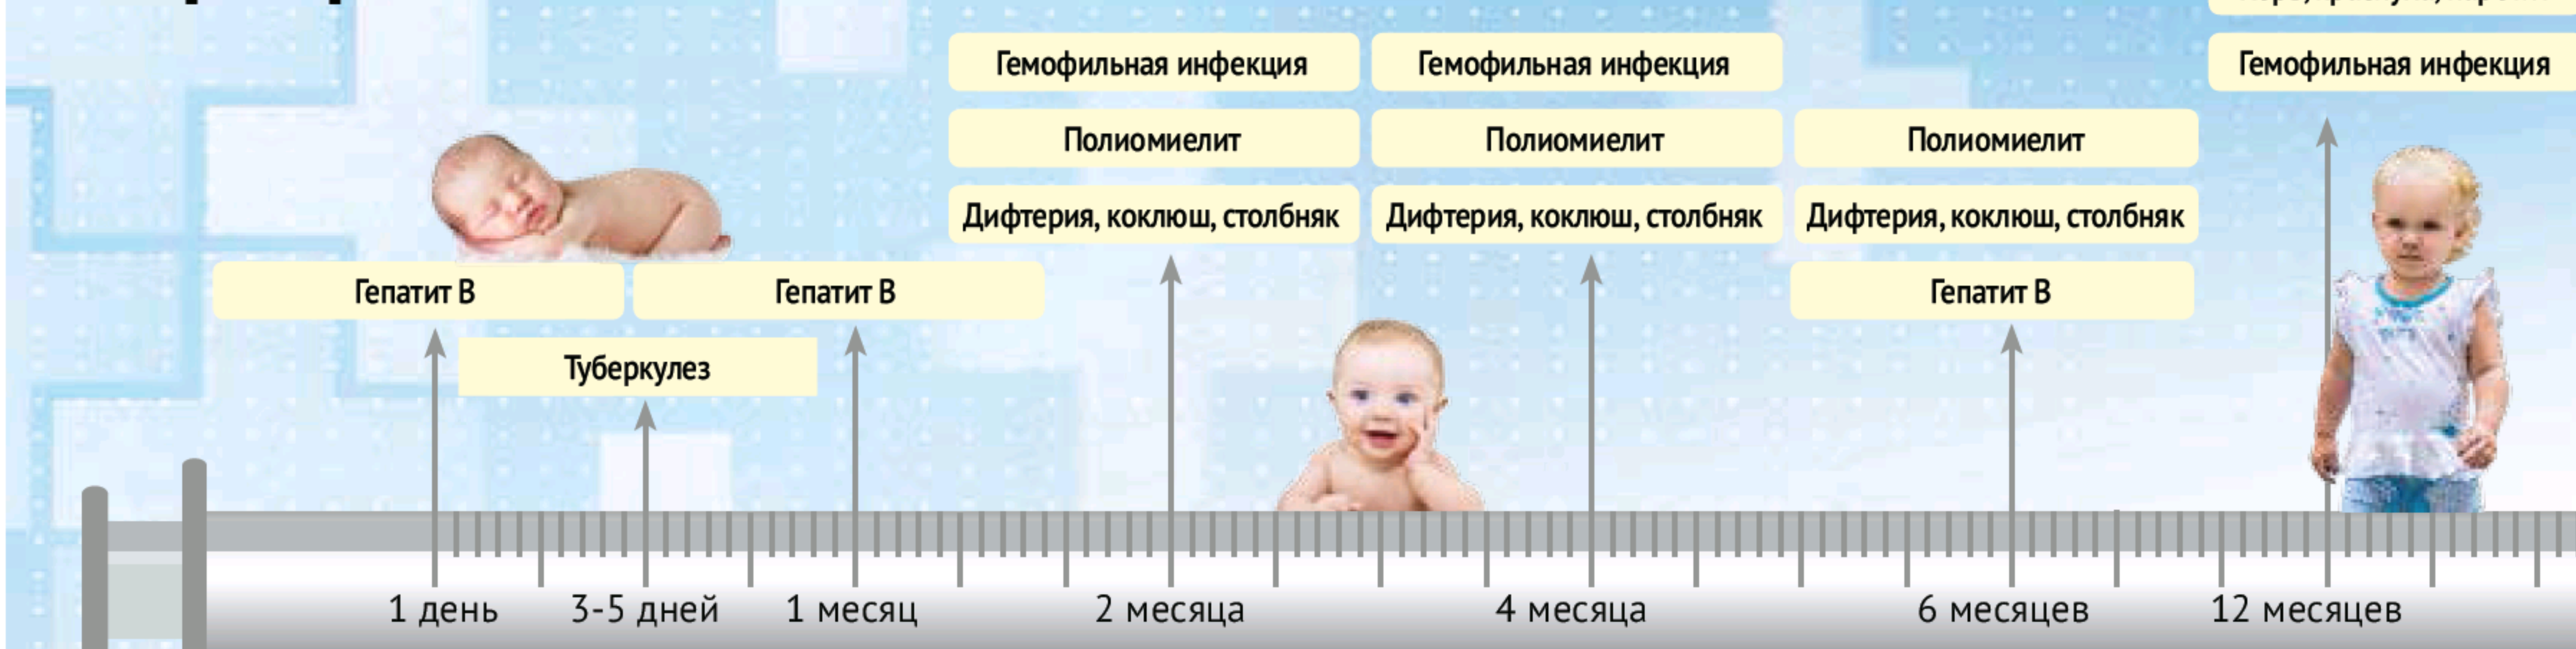 Гемофильная инфекция
Гемофильная инфекция
Гемофильная инфекция
Полиомиелит
Полиомиелит
Полиомиелит
Дифтерия, коклюш, столбняк
Дифтерия, коклюш, столбняк
Дифтерия, коклюш, столбняк
Гепатит В
Гепатит В
Гепатит В
Туберкулез
1 день
3-5 дней
1 месяц
2 месяца
4 месяца
6 месяцев
12 месяцев